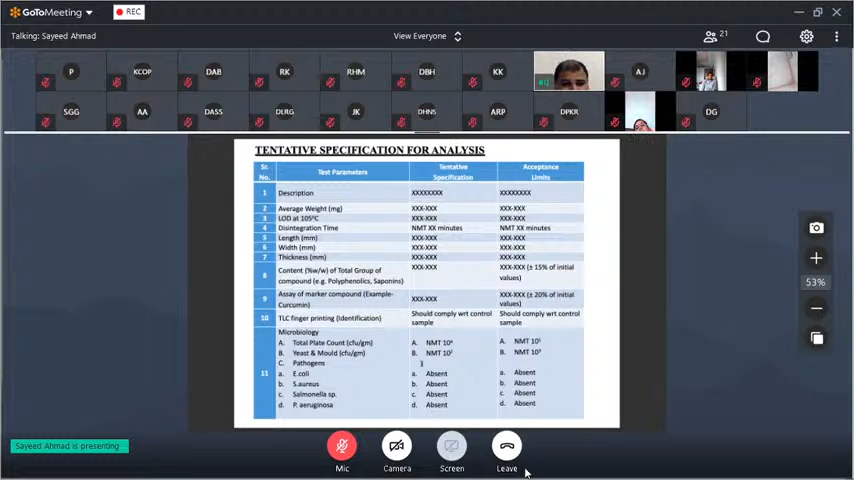 GoToMeeting
REC
Talking: Sayeed Ahmad
View Everyone
21
P
KCOP
DAB
RK
RHM
DBH
KK
AJ
SGG
AA
DASS
DLRG
JK
DHNS
ARP
DPKR
DG
TENTATIVE SPECIFICATION FOR ANALYSIS
Sr. No. Test Parameters Tentative Specification Acceptance Limits
1 Description XXXXXXXX XXXXXXXX
2 Average Weight (mg) XXX-XXX XXX-XXX
3 LOD at 105°C XXX-XXX XXX-XXX
4 Disintegration Time NMT XX minutes NMT XX minutes
5 Length (mm) XXX-XXX XXX-XXX
6 Width (mm) XXX-XXX XXX-XXX
7 Thickness (mm) XXX-XXX XXX-XXX
8 Content (%w/w) of Total Group of compound (e.g. Polyphenolics, Saponins) XXX-XXX XXX-XXX (± 15% of initial values)
9 Assay of marker compound (Example- Curcumin) XXX-XXX XXX-XXX (± 20% of initial values)
10 TLC finger printing (Identification) Should comply wrt control sample Should comply wrt control sample
11 Microbiology
A. Total Plate Count (cfu/gm) A. NMT 10⁴ A. NMT 10⁵
B. Yeast & Mould (cfu/gm) B. NMT 10² B. NMT 10³
C. Pathogens
a. E.coli a. Absent a. Absent
b. S.aureus b. Absent b. Absent
c. Salmonella sp. c. Absent c. Absent
d. P. aeruginosa d. Absent d. Absent
53%
Sayeed Ahmad is presenting
Mic
Camera
Screen
Leave